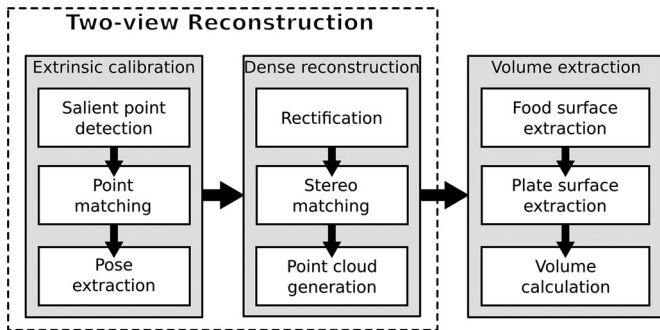 Two-view Reconstruction
Extrinsic calibration
Salient point
detection
Point
matching
Pose
extraction
Dense reconstruction
Rectification
Stereo
matching
Point cloud
generation
Volume extraction
Food surface
extraction
Plate surface
extraction
Volume
calculation